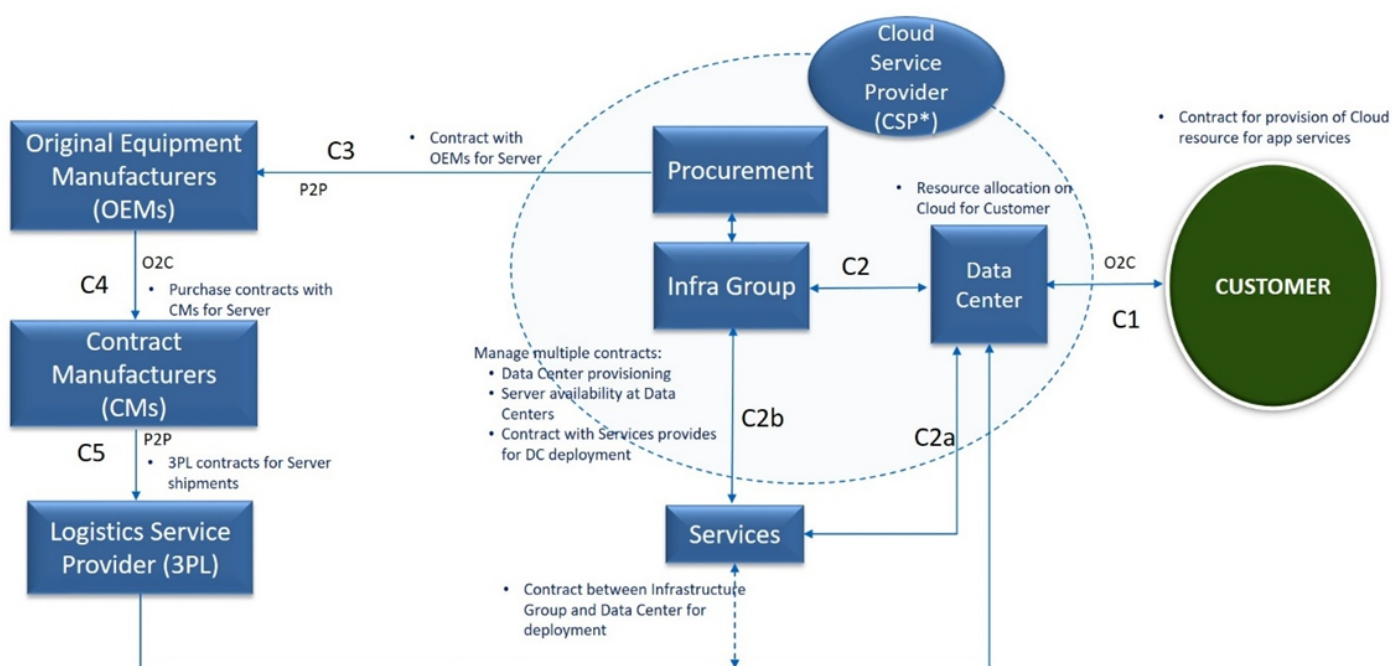 Cloud
Service
Provider
(CSP*)
• Contract for provision of Cloud
resource for app services
Original Equipment
Manufacturers
(OEMs)
C3
• Contract with
OEMs for Server
P2P
Procurement
• Resource allocation on
Cloud for Customer
O2C
C4
• Purchase contracts with
CMs for Server
Infra Group
C2
Data
Center
O2C
C1
CUSTOMER
Contract
Manufacturers
(CMs)
Manage multiple contracts:
• Data Center provisioning
• Server availability at Data
Centers
• Contract with Services provides
for DC deployment
C2b
C2a
C5
P2P
• 3PL contracts for Server
shipments
Logistics Service
Provider (3PL)
Services
• Contract between Infrastructure
Group and Data Center for
deployment